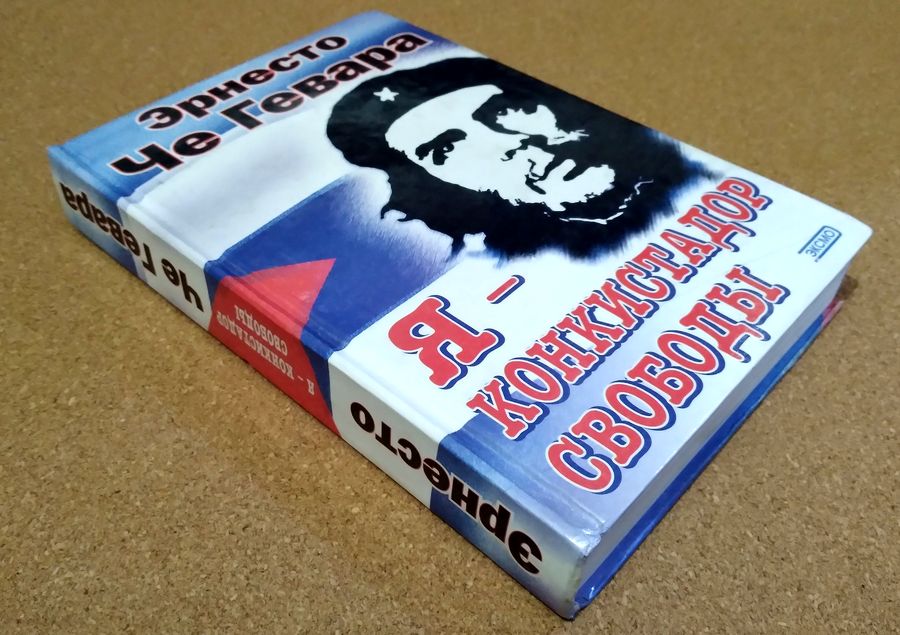 Эрнесто
Че Гевара
Я –
КОНКИСТАДОР
СВОБОДЫ
ЭКСМО
Эрнесто
Че Гевара
Я – КОНКИСТАДОР
СВОБОДЫ